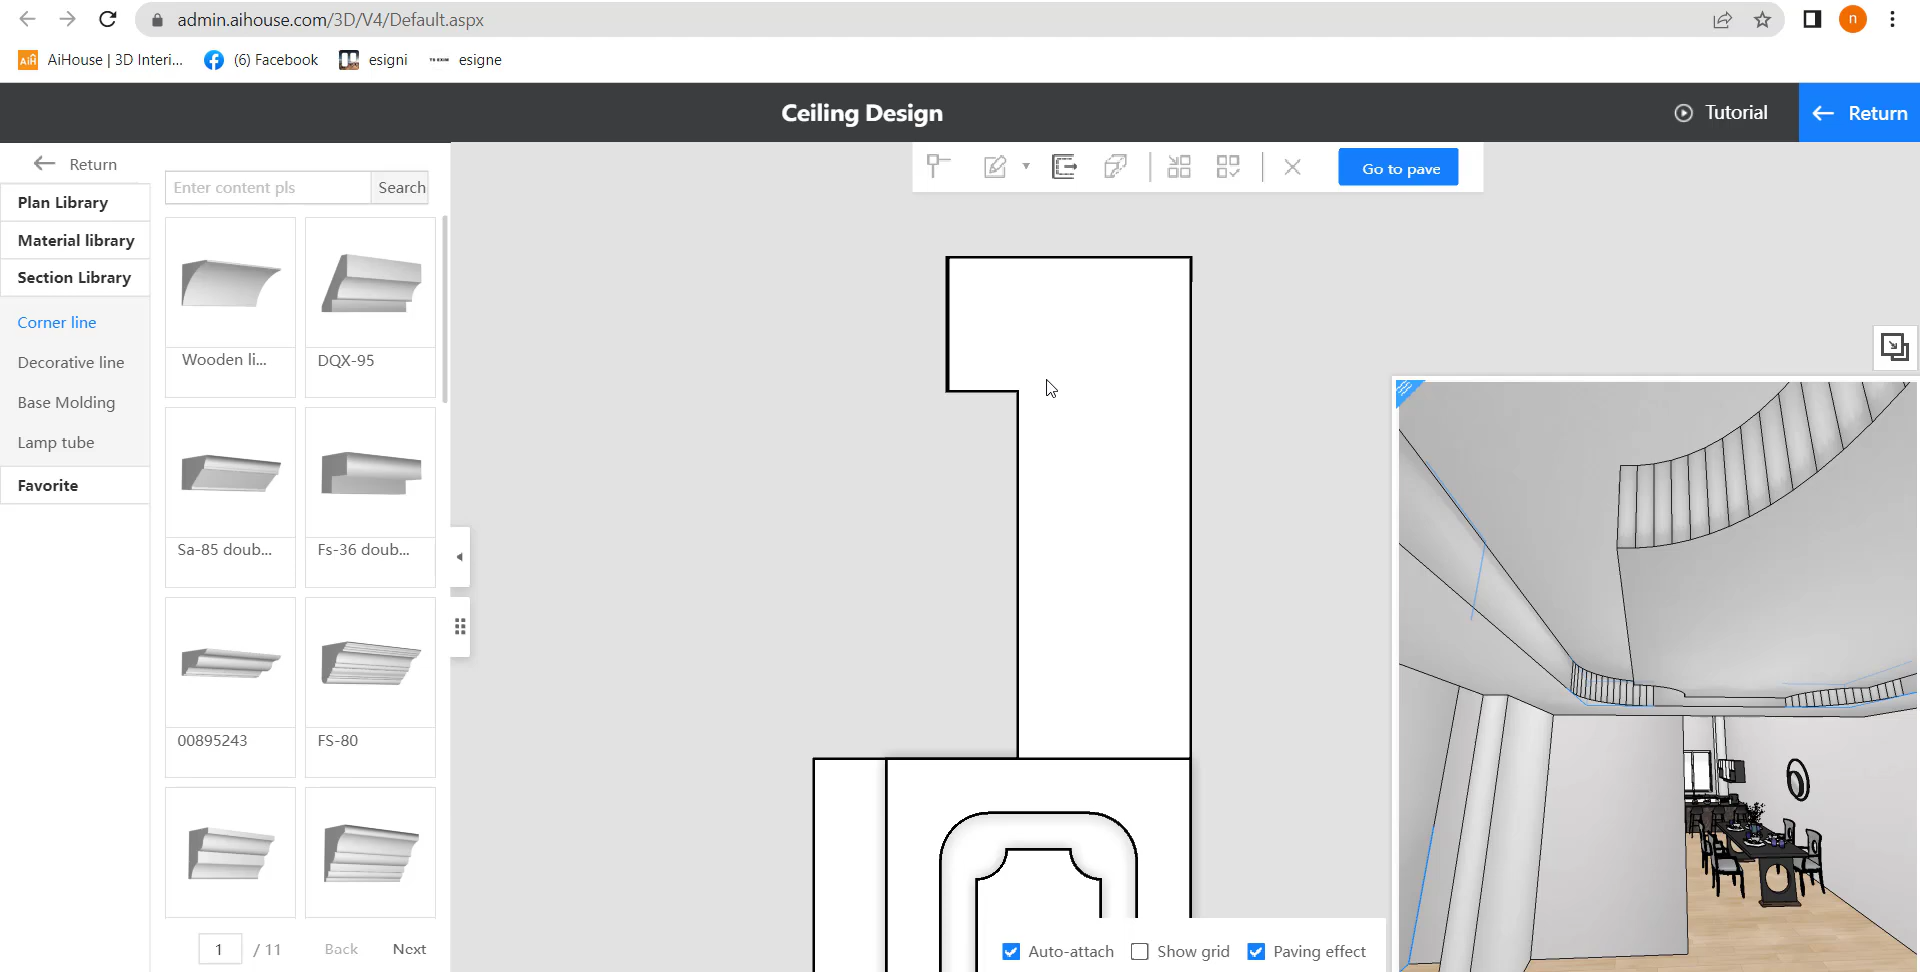 admin.aihouse.com/3D/V4/Default.aspx
n
AiH AiHouse | 3D Interi... (6) Facebook esigni esigne
Ceiling Design
Tutorial
Return
Return
Plan Library
Material library
Section Library
Corner line
Decorative line
Base Molding
Lamp tube
Favorite
Enter content pls Search
Wooden li... DQX-95
Sa-85 doub... Fs-36 doub...
00895243 FS-80
1 / 11 Back Next
Go to pave
Auto-attach Show grid Paving effect